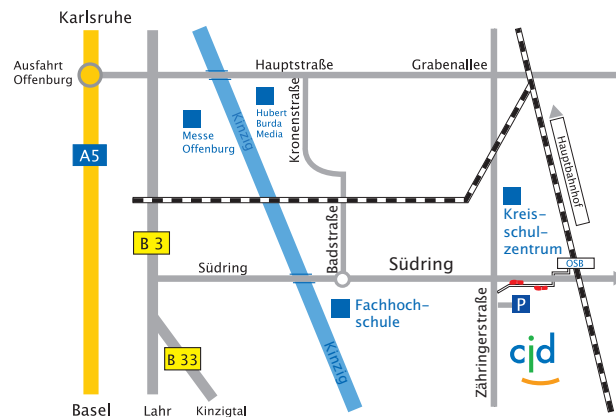 Karlsruhe
Ausfahrt
Offenburg
Hauptstraße
Grabenallee
Kronenstraße
Hubert
Burda
Media
Messe
Offenburg
Kinzig
A5
Hauptbahnhof
Kreis-
schul-
zentrum
B 3
Badstraße
OSB
Südring
Südring
Fachhoch-
schule
P
Zähringerstraße
cjd
B 33
Kinzig
Basel
Lahr
Kinzigtal